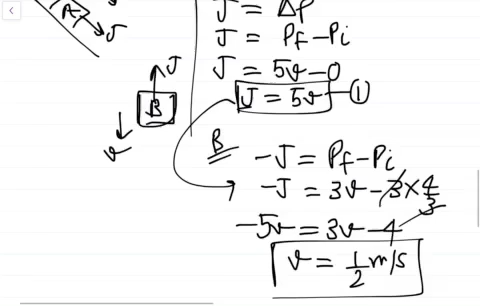 A
J
J = Δp
J = Pf - Pi
J = 5v - 0
J = 5v — ①
J
B
v
B
-J = Pf - Pi
-J = 3v - 3 × 4/3
-5v = 3v - 4
v = 1/2 m/s